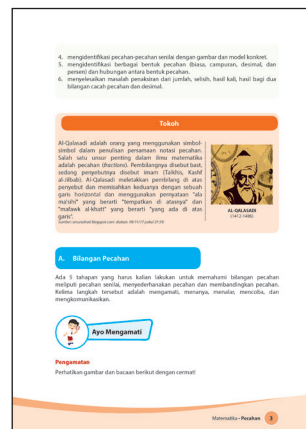 4. mengidentifikasi pecahan-pecahan senilai dengan gambar dan model konkret.
5. mengidentifikasi berbagai bentuk pecahan (biasa, campuran, desimal, dan
persen) dan hubungan antara bentuk pecahan.
6. menyelesaikan masalah penaksiran dari jumlah, selisih, hasil kali, hasil bagi dua
bilangan cacah pecahan dan desimal.
Tokoh
Al-Qalasadi adalah orang yang menggunakan simbol-
simbol dalam penulisan persamaan notasi pecahan.
Salah satu unsur penting dalam ilmu matematika
adalah pecahan (fractions). Pembilangnya disebut bast,
sedang penyebutnya disebut imam (Talkhis, Kashf
al-Jilbab). Al-Qalasadi meletakkan pembilang di atas
penyebut dan memisahkan keduanya dengan sebuah
garis horizontal dan menggunakan pernyataan "ala
ra'sihi" yang berarti "tempatkan di atasnya" dan
"mafawk al-khatt" yang berarti "yang ada di atas
garis".
AL-QALASADI
(1412-1486)
A. Bilangan Pecahan
Ada 5 tahapan yang harus kalian lakukan untuk memahami bilangan pecahan
meliputi pecahan senilai, menyederhanakan pecahan dan membandingkan pecahan.
Kelima langkah tersebut adalah mengamati, menanya, menalar, mencoba, dan
mengkomunikasikan.
Ayo Mengamati
Pengamatan
Perhatikan gambar dan bacaan berikut dengan cermat!
Matematika - Pecahan 3